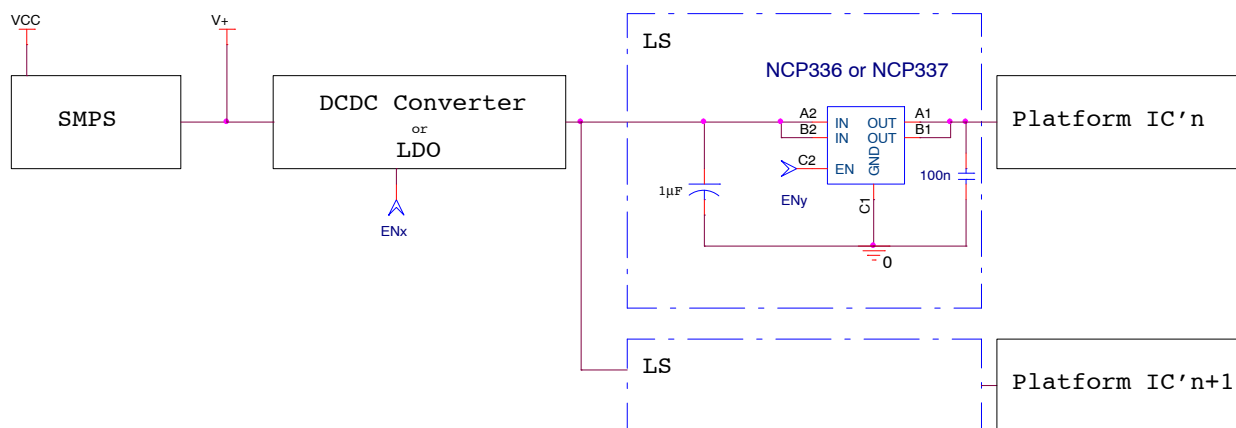 VCC
V+
LS
NCP336 or NCP337
SMPS
DCDC Converter
or
LDO
A2
B2
IN
IN
OUT
OUT
A1
B1
C2
EN
GND
C1
ENy
1µF
100n
0
ENx
Platform IC'n
LS
Platform IC'n+1